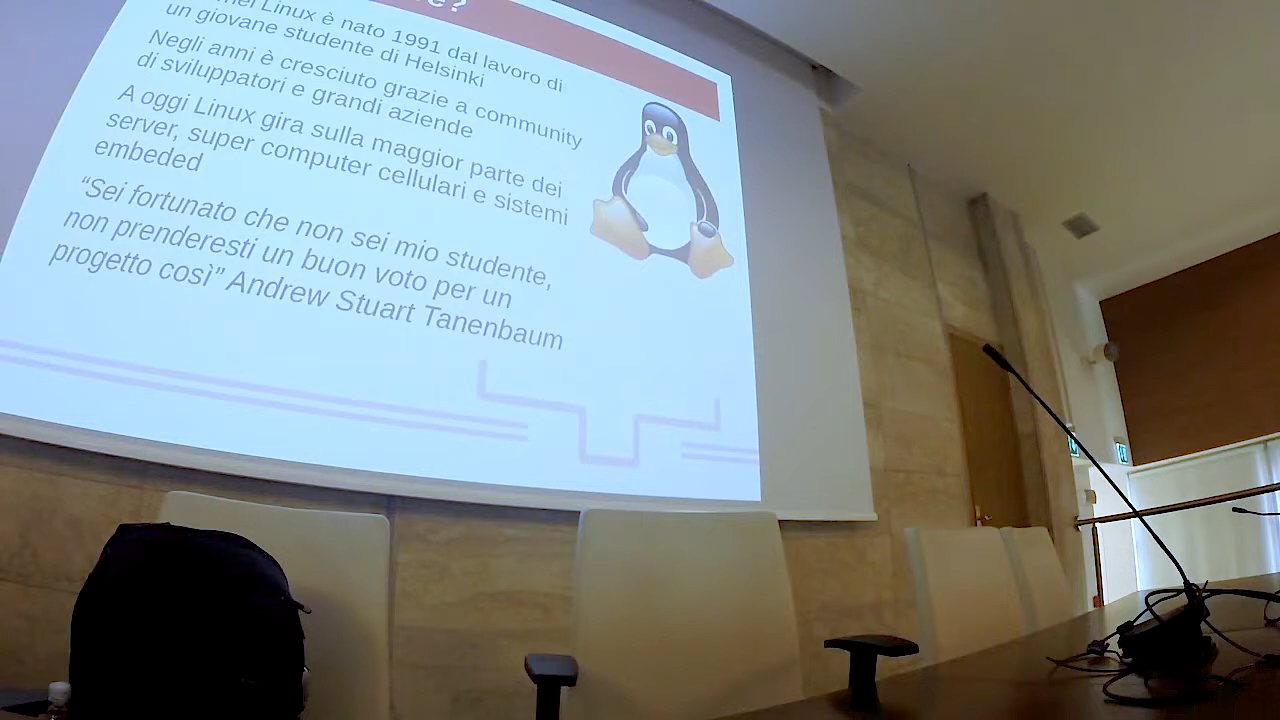 Linux è nato 1991 dal lavoro di
un giovane studente di Helsinki
Negli anni è cresciuto grazie a community
di sviluppatori e grandi aziende
A oggi Linux gira sulla maggior parte dei
server, super computer cellulari e sistemi
embeded
“Sei fortunato che non sei mio studente,
non prenderesti un buon voto per un
progetto così” Andrew Stuart Tanenbaum